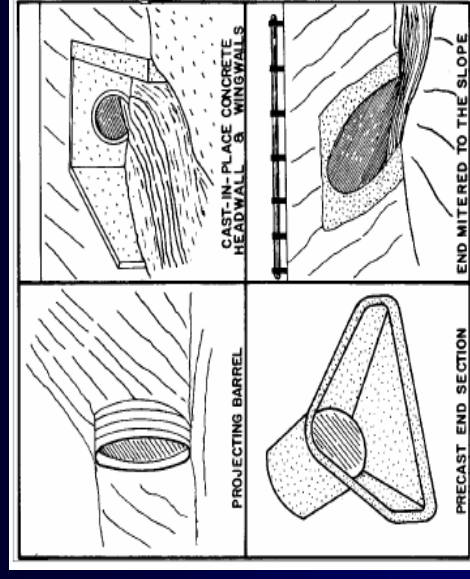 PROJECTING BARREL
CAST-IN-PLACE CONCRETE
HEADWALL & WINGWALLS
PRECAST END SECTION
END MITERED TO THE SLOPE